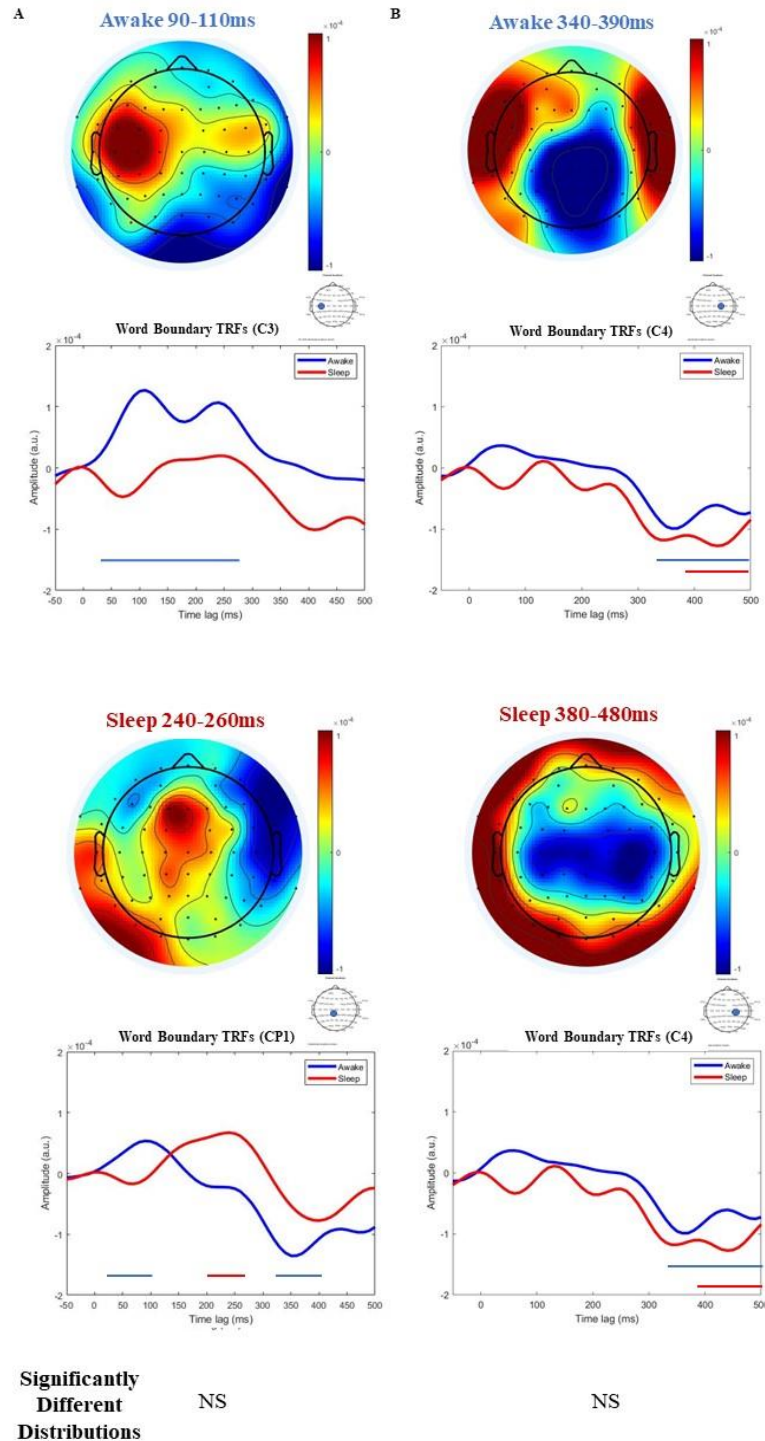 A
Awake 90-110ms
×10⁻⁴
1
0
-1
Word Boundary TRFs (C3)
×10⁻⁴
Awake
Sleep
2
1
0
-1
-2
Amplitude (a.u.)
-50 0 50 100 150 200 250 300 350 400 450 500
Time lag (ms)
B
Awake 340-390ms
×10⁻⁴
1
0
-1
Word Boundary TRFs (C4)
×10⁻⁴
Awake
Sleep
2
1
0
-1
-2
Amplitude (a.u.)
0 100 200 300 400 500
Time lag (ms)
Sleep 240-260ms
×10⁻⁴
1
0
-1
Word Boundary TRFs (CP1)
×10⁻⁴
Awake
Sleep
2
1
0
-1
-2
Amplitude (a.u.)
-50 0 50 100 150 200 250 300 350 400 450 500
Time lag (ms)
Sleep 380-480ms
×10⁻⁴
1
0
-1
Word Boundary TRFs (C4)
×10⁻⁴
Awake
Sleep
2
1
0
-1
-2
Amplitude (a.u.)
0 100 200 300 400 500
Time lag (ms)
Significantly
Different
Distributions
NS
NS